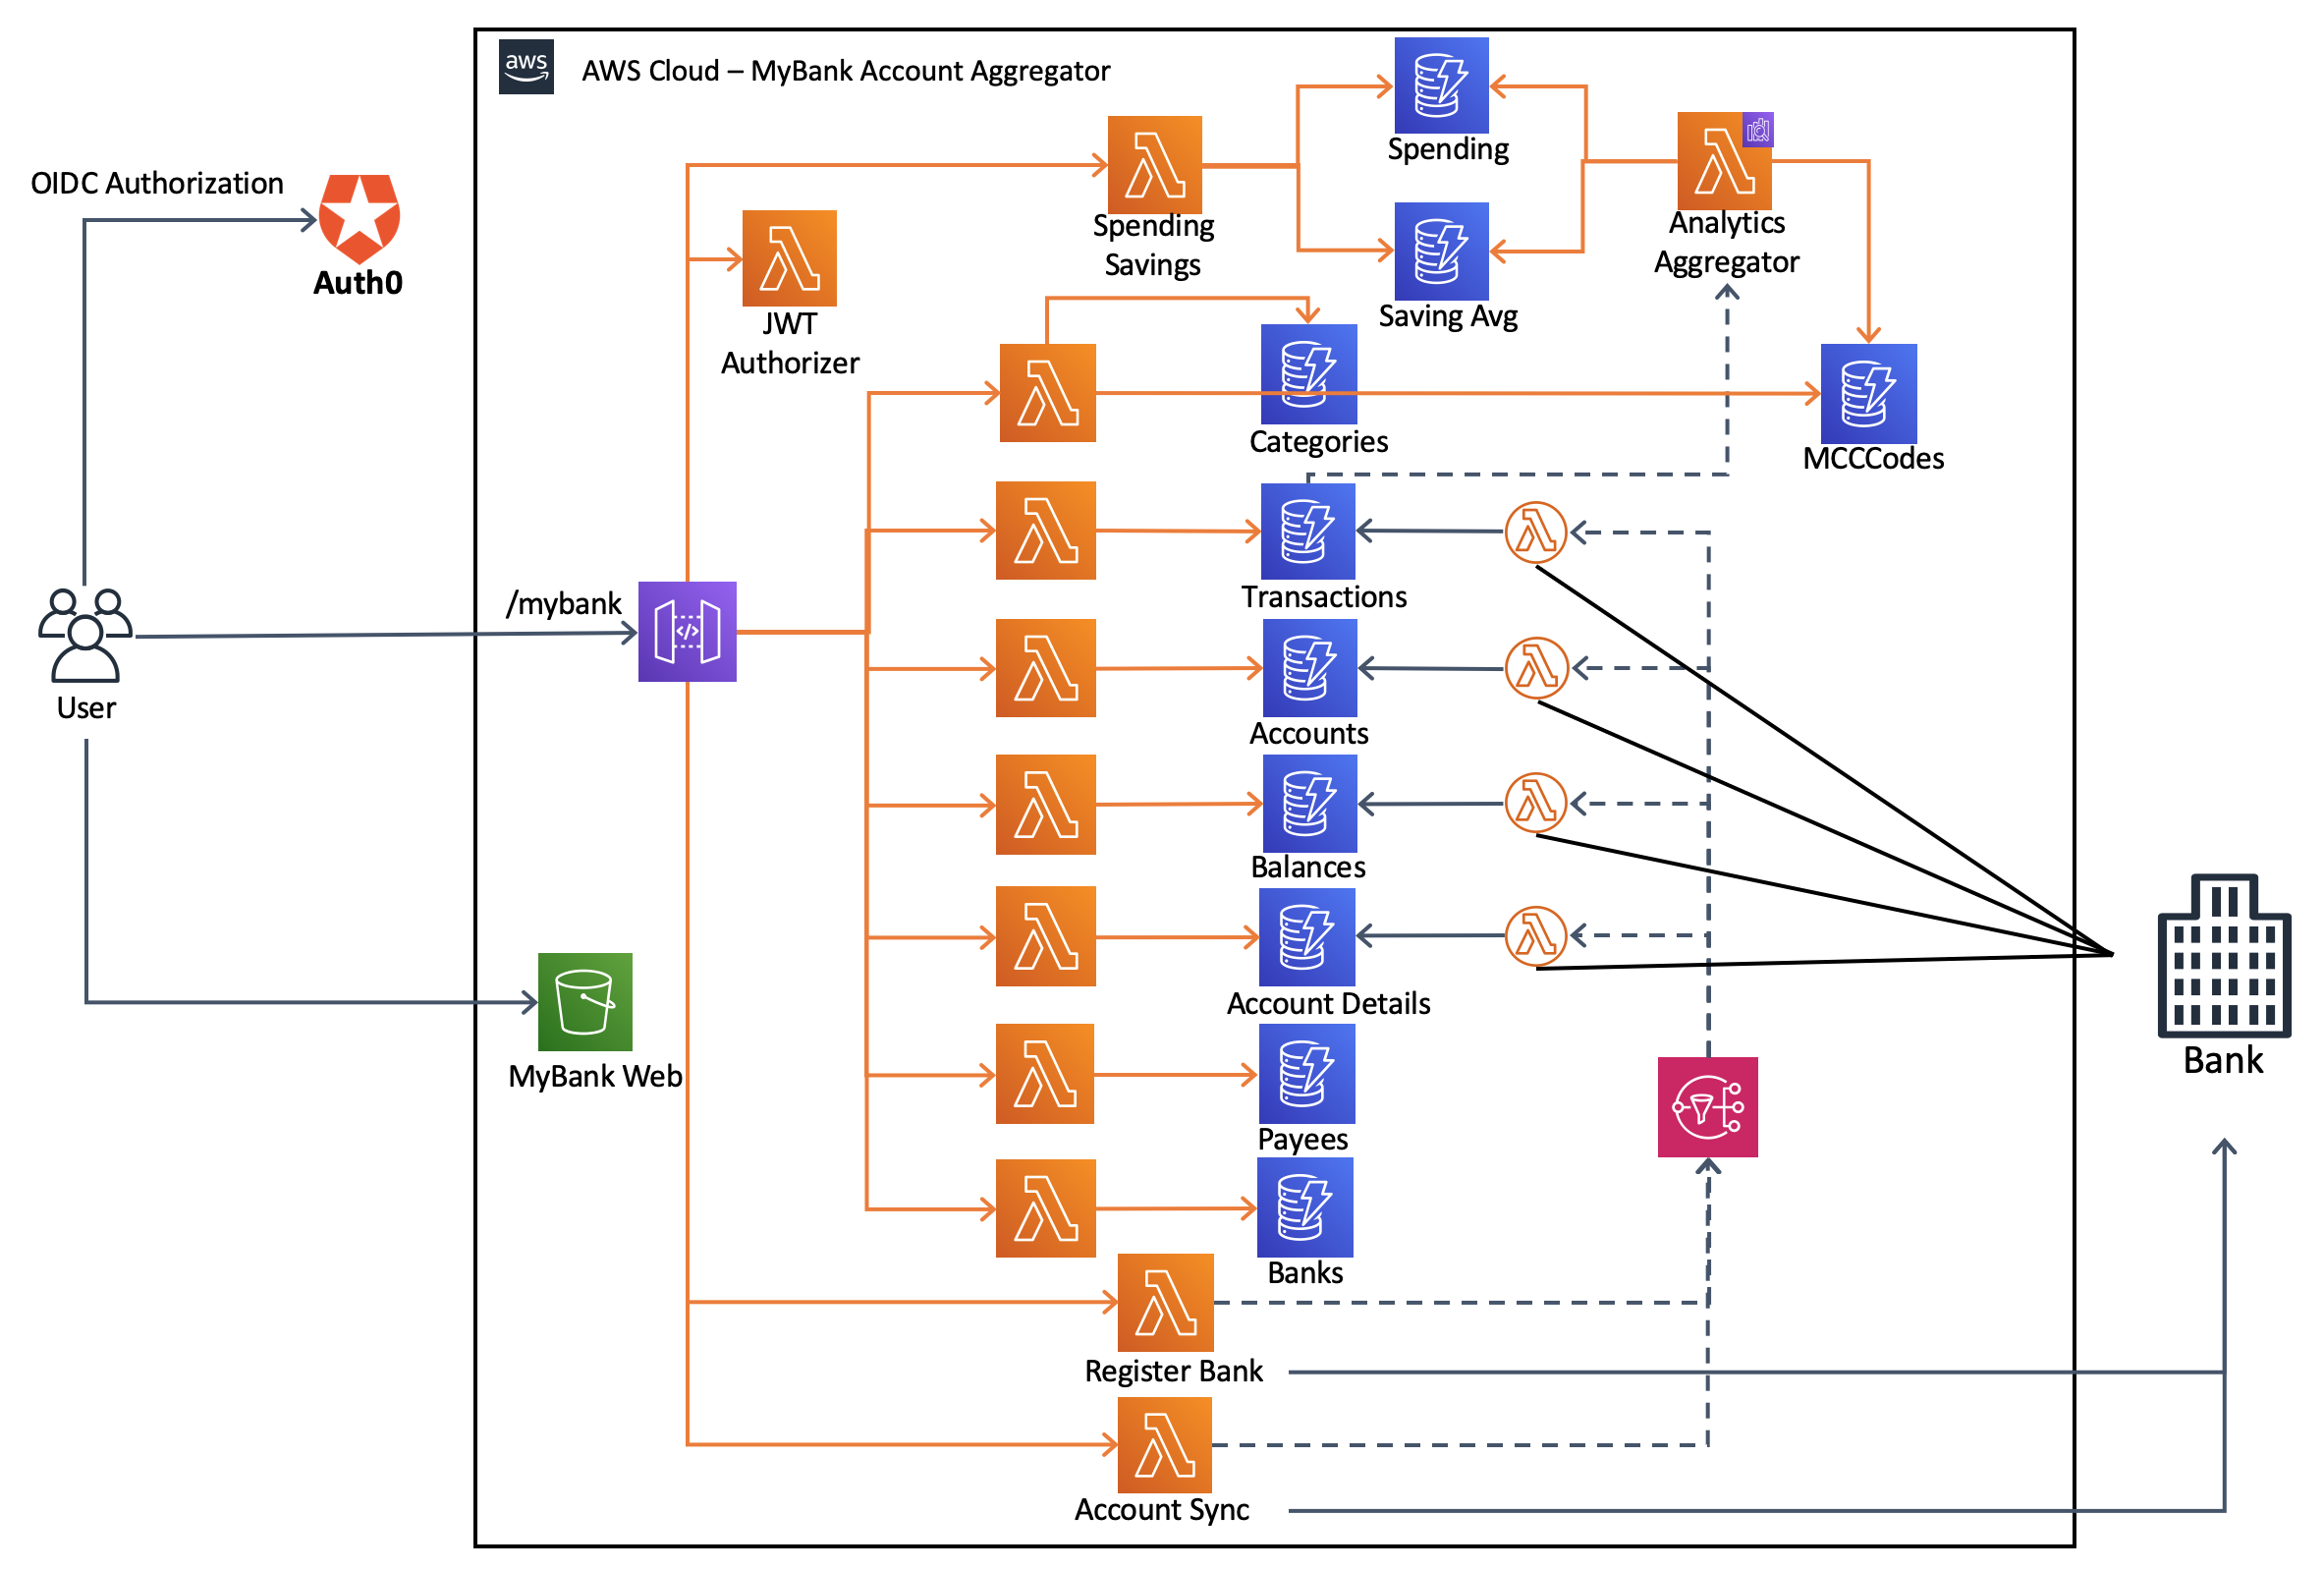 aws
AWS Cloud – MyBank Account Aggregator
Spending
OIDC Authorization
Auth0
Spending
Savings
Analytics
Aggregator
Saving Avg
JWT
Authorizer
Categories
MCCCodes
/mybank
Transactions
User
Accounts
Balances
Account Details
MyBank Web
Bank
Payees
Banks
Register Bank
Account Sync